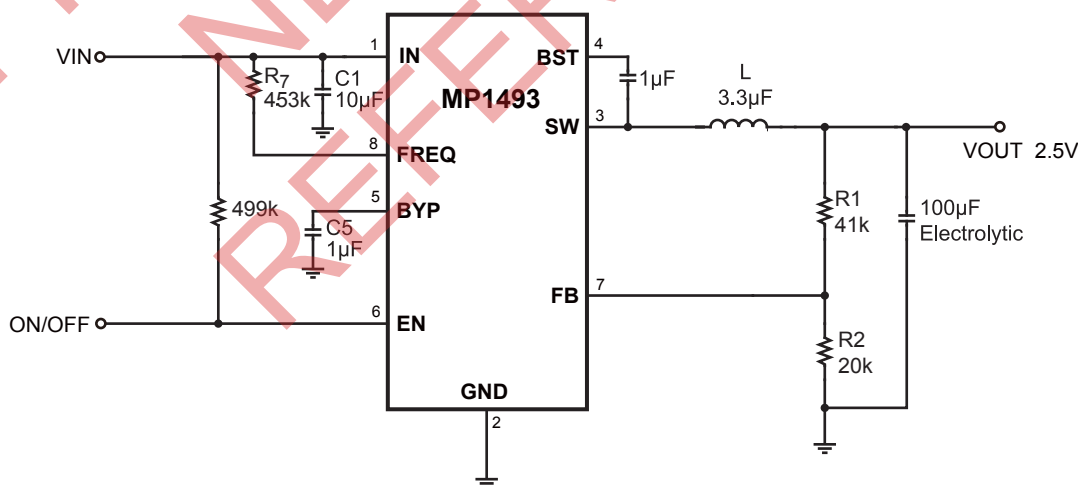 VIN
1
IN
BST
4
R7
453k
C1
10µF
1µF
MP1493
L
3.3µF
SW
3
VOUT 2.5V
8
FREQ
499k
5
BYP
C5
1µF
R1
41k
100µF
Electrolytic
FB
7
ON/OFF
6
EN
R2
20k
GND
2
REFER